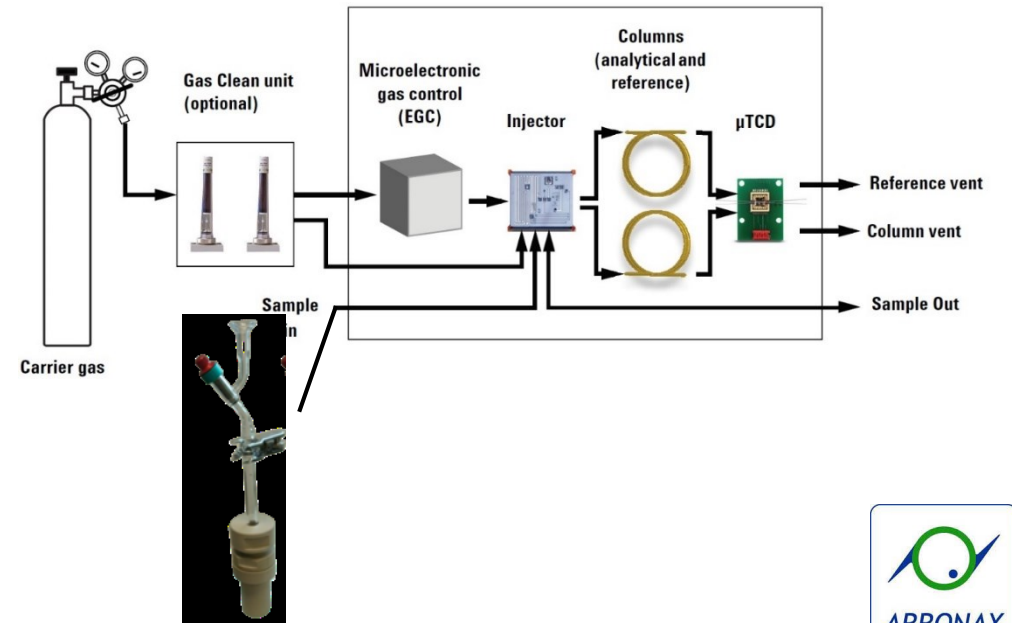 Gas Clean unit
(optional)
Microelectronic
gas control
(EGC)
Injector
Columns
(analytical and
reference)
µTCD
Reference vent
Column vent
Sample Out
Sample
in
Carrier gas
ARRONAX